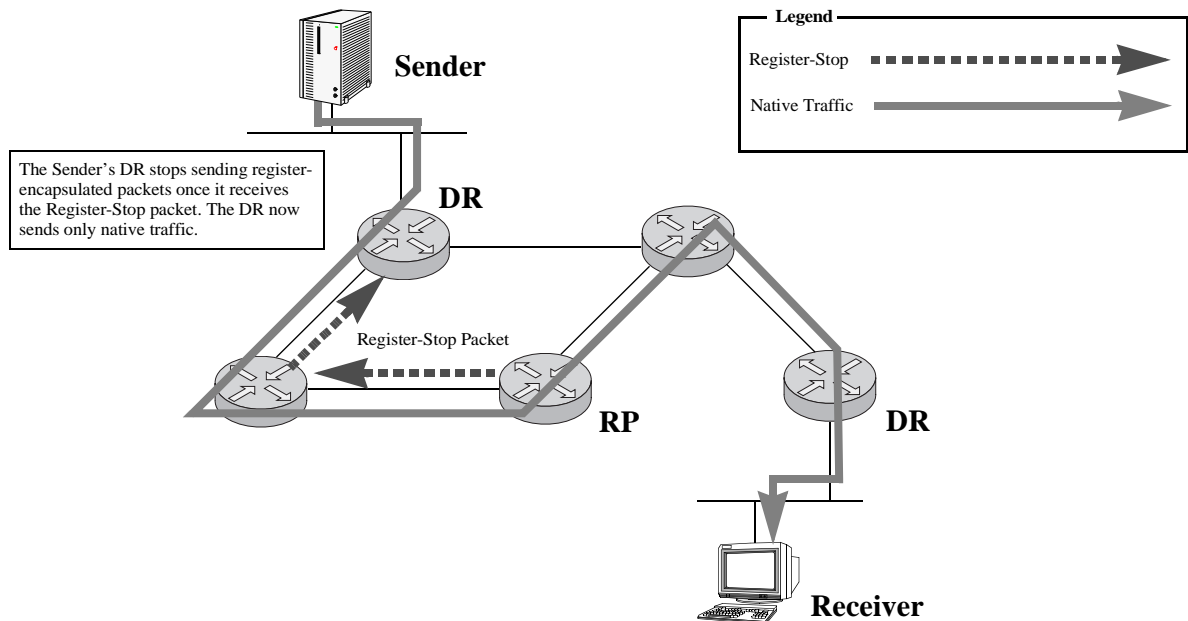 Legend
Register-Stop
Native Traffic
Sender
The Sender’s DR stops sending register-
encapsulated packets once it receives
the Register-Stop packet. The DR now
sends only native traffic.
DR
Register-Stop Packet
RP
DR
Receiver